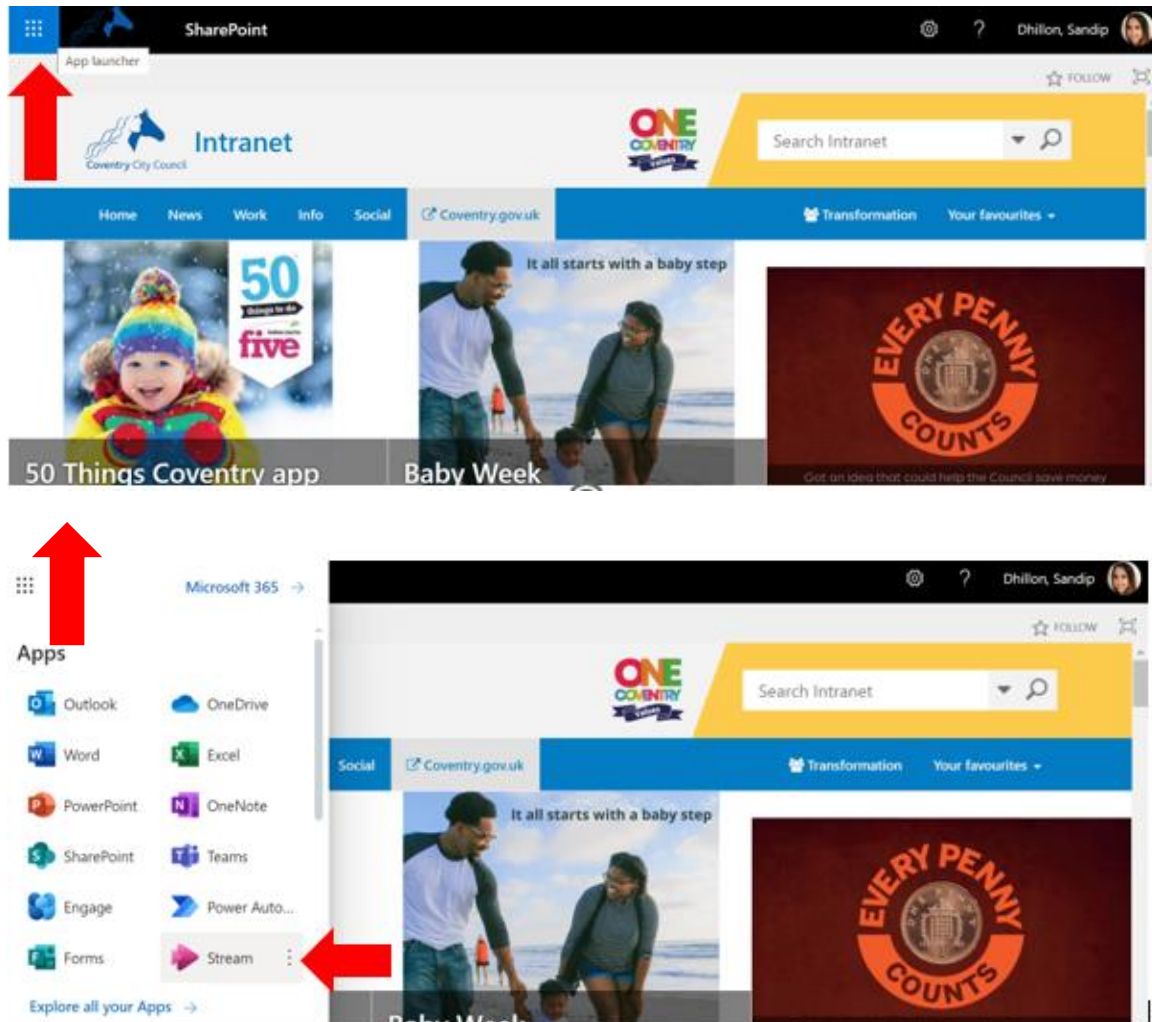 SharePoint
? Dhillon, Sandip
App launcher
FOLLOW
Coventry City Council
Intranet
ONE
COVENTRY
Values
Search Intranet
Home News Work Info Social Coventry.gov.uk Transformation Your favourites
50
things to do
five
It all starts with a baby step
EVERY PENNY
COUNTS
50 Things Coventry app
Baby Week
Got an idea that could help the Council save money
Microsoft 365 →
? Dhillon, Sandip
FOLLOW
Apps
Outlook OneDrive
Word Excel
PowerPoint OneNote
SharePoint Teams
Engage Power Auto...
Forms Stream
Explore all your Apps →
ONE
COVENTRY
Values
Search Intranet
Social Coventry.gov.uk Transformation Your favourites
It all starts with a baby step
EVERY PENNY
COUNTS
Baby Week